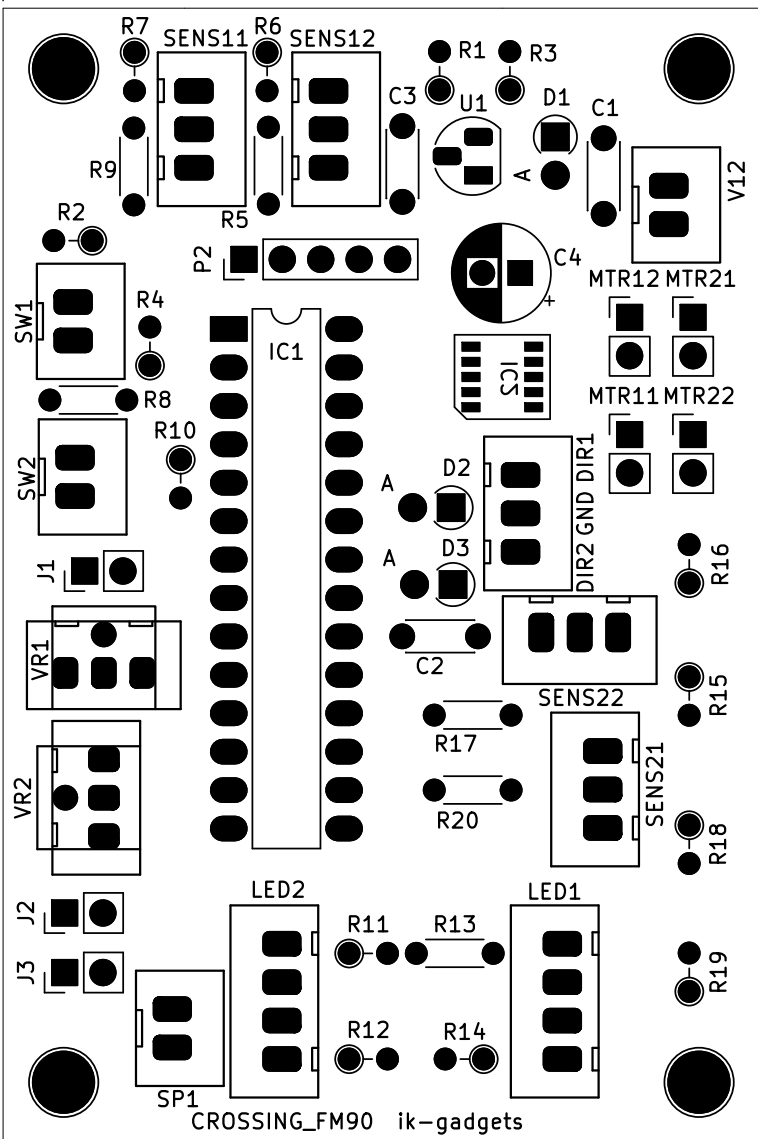 R7
R6
SENS11
SENS12
R1
R3
C3
U1
D1
C1
R9
R5
A
V12
R2
P2
C4
+
MTR12
MTR21
SW1
R4
IC1
IC2
R8
MTR11
MTR22
R10
SW2
D2
A
DIR2 GND DIR1
J1
D3
A
R16
VR1
C2
SENS22
R15
R17
SENS21
VR2
R20
R18
LED2
LED1
J2
R11
R13
J3
R19
R12
R14
SP1
CROSSING_FM90 ik-gadgets